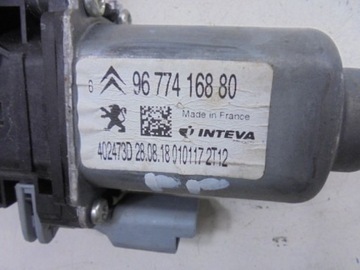 6 96 774 168 80
Made in France
INTEVA
402473D 28.08.18 010117 2T12